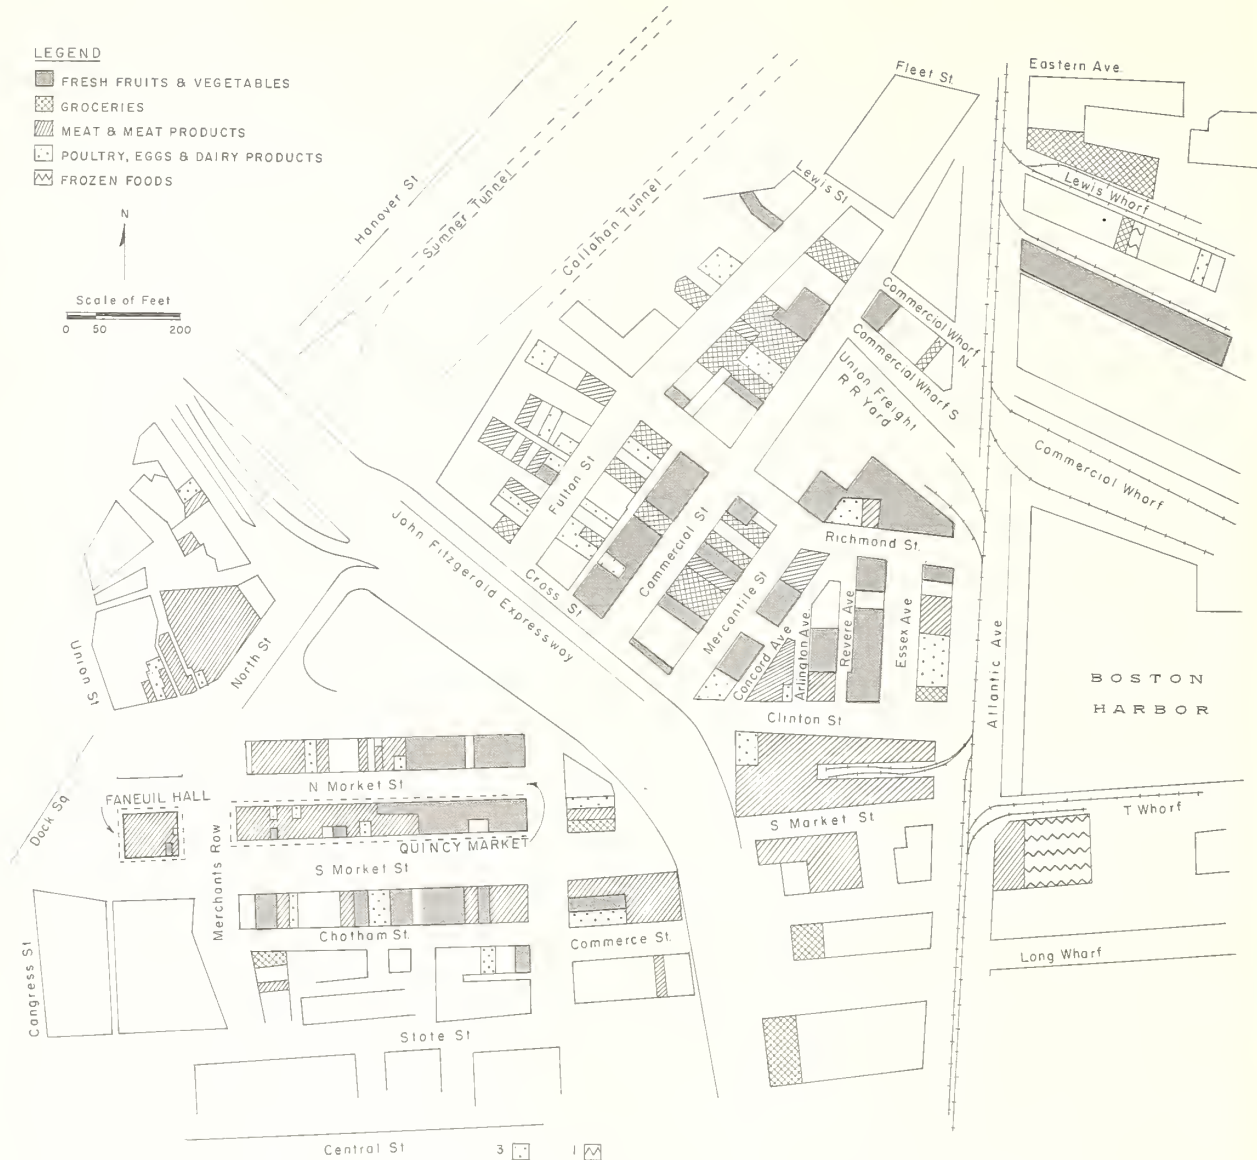 LEGEND
FRESH FRUITS & VEGETABLES
GROCERIES
MEAT & MEAT PRODUCTS
POULTRY, EGGS & DAIRY PRODUCTS
FROZEN FOODS
N
Scale of Feet
0 50 200
Hanover St
Sumner Tunnel
Callahan Tunnel
Lewis St
Fleet St.
Eastern Ave.
Lewis Wharf
Commercial Wharf N.
Commercial Wharf S
Union Freight
R R Yard
Commercial Wharf
Fulton St
Commercial St
Cross St
John Fitzgerald Expressway
Mercantile St
Richmond St.
Concord Ave
Arlington Ave
Revere Ave
Essex Ave
Atlantic Ave
BOSTON
HARBOR
Clinton St
Union St
North St
N Market St
FANEUIL HALL
Dock Sq
Merchants Row
QUINCY MARKET
S Market St
S Market St
T Wharf
Chatham St.
Commerce St.
Long Wharf
Congress St
State St
Central St
3
1